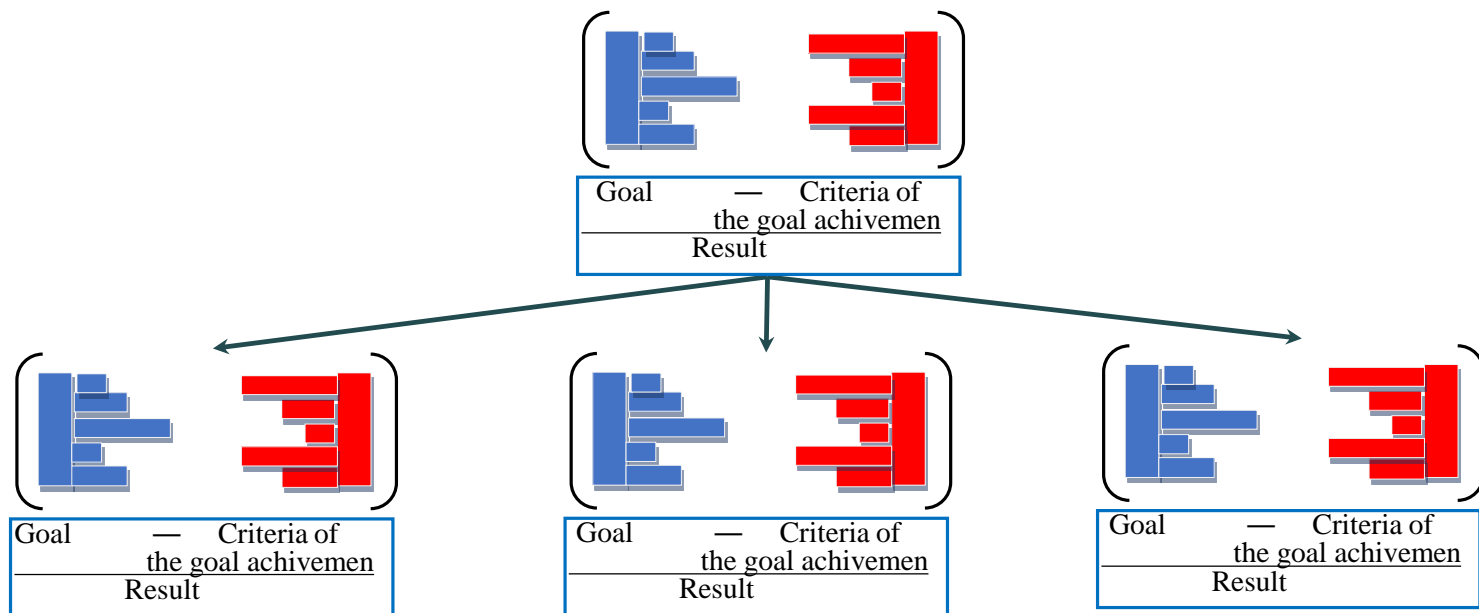 Goal — Criteria of
the goal achivemen
Result
Goal — Criteria of
the goal achivemen
Result
Goal — Criteria of
the goal achivemen
Result
Goal — Criteria of
the goal achivemen
Result